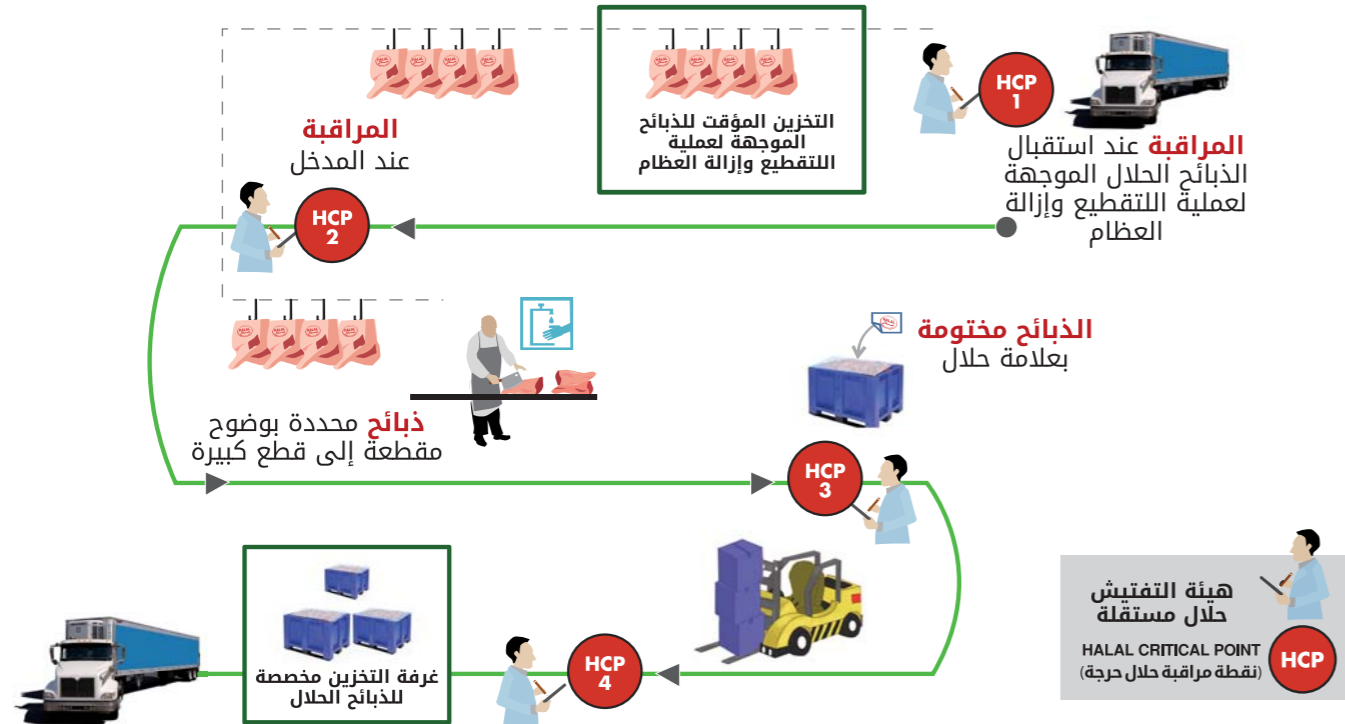 HCP
1
المراقبة عند استقبال
الذبائح الحلال الموجهة
لعملية اللتقطيع وإزالة
العظام
التخزين المؤقت للذبائح
الموجهة لعملية
اللتقطيع وإزالة العظام
المراقبة
عند المدخل
HCP
2
ذبائح محددة بوضوح
مقطعة إلى قطع كبيرة
الذبائح مختومة
بعلامة حلال
HCP
3
HCP
4
غرفة التخزين مخصصة
للذبائح الحلال
هيئة التفتيش
حلال مستقلة
HALAL CRITICAL POINT
(نقطة مراقبة حلال حرجة)
HCP